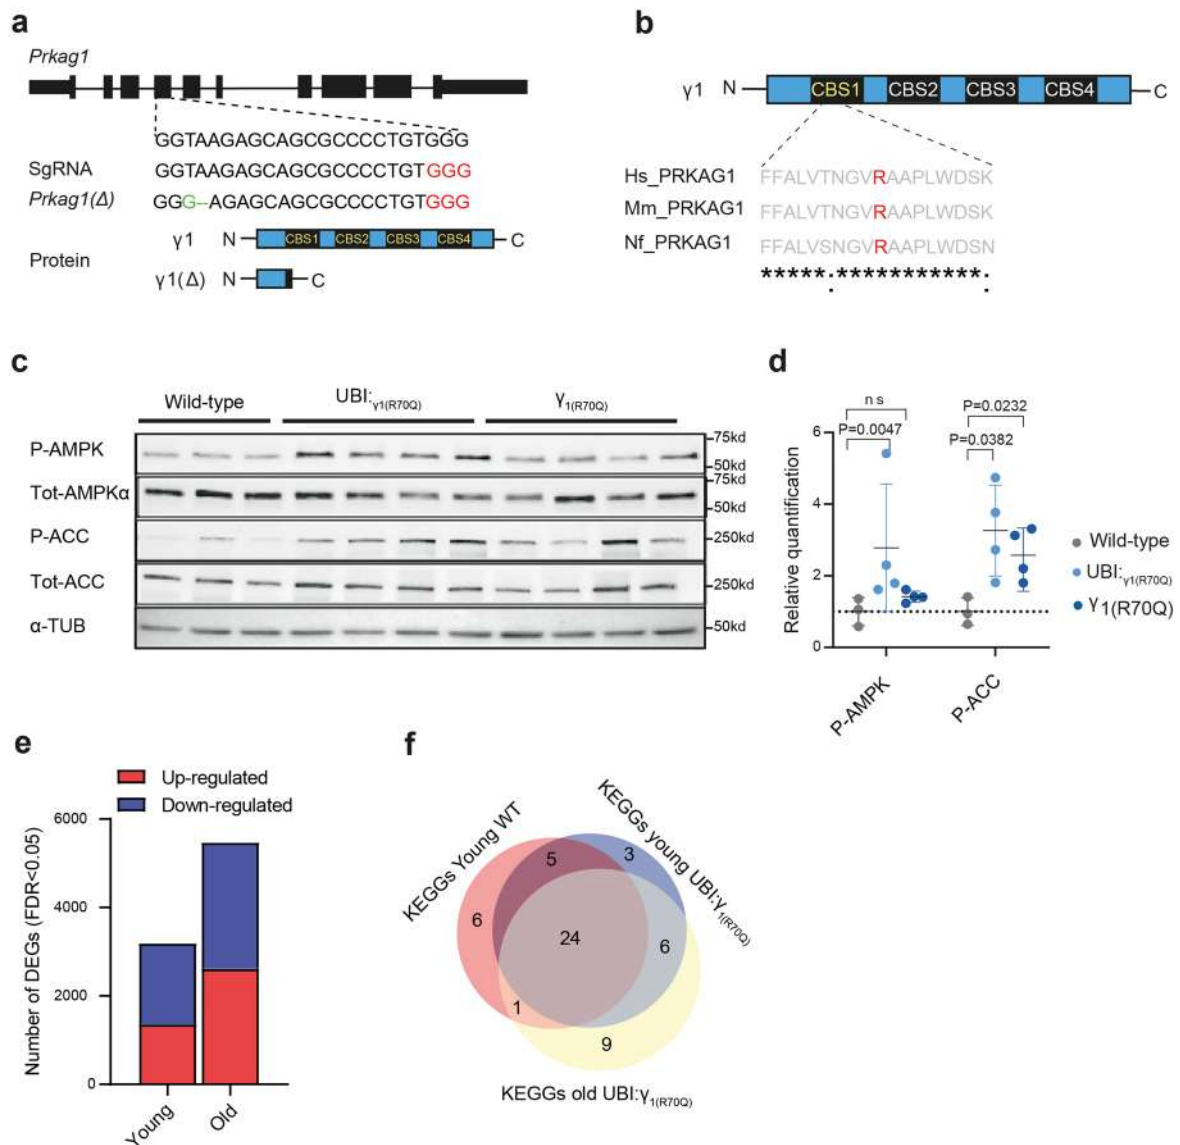 a
Prkag1
GGTAAGAGCAGCGCCCCTGTGGG
SgRNA
GGTAAGAGCAGCGCCCCTGTGGG
Prkag1(Δ)
GGG--AGAGCAGCGCCCCTGTGGG
γ1
N
CBS1
CBS2
CBS3
CBS4
C
Protein
γ1(Δ)
N
C
b
γ1
N
CBS1
CBS2
CBS3
CBS4
C
Hs_PRKAG1
FFALVTNGVRAAPLWDSK
Mm_PRKAG1
FFALVTNGVRAAPLWDSK
Nf_PRKAG1
FFALVSNGVRAAPLWDSN
*****:***********:
c
Wild-type
UBI:γ1(R70Q)
γ1(R70Q)
P-AMPK
75kd
50kd
Tot-AMPKα
75kd
50kd
P-ACC
250kd
Tot-ACC
250kd
α-TUB
50kd
d
Relative quantification
6
4
2
0
n s
P=0.0047
P=0.0232
P=0.0382
P-AMPK
P-ACC
Wild-type
UBI:γ1(R70Q)
γ1(R70Q)
e
Up-regulated
Down-regulated
Number of DEGs (FDR<0.05)
6000
4000
2000
0
Young
Old
f
KEGGs Young WT
KEGGs young UBI:γ1(R70Q)
5
3
6
24
6
1
9
KEGGs old UBI:γ1(R70Q)